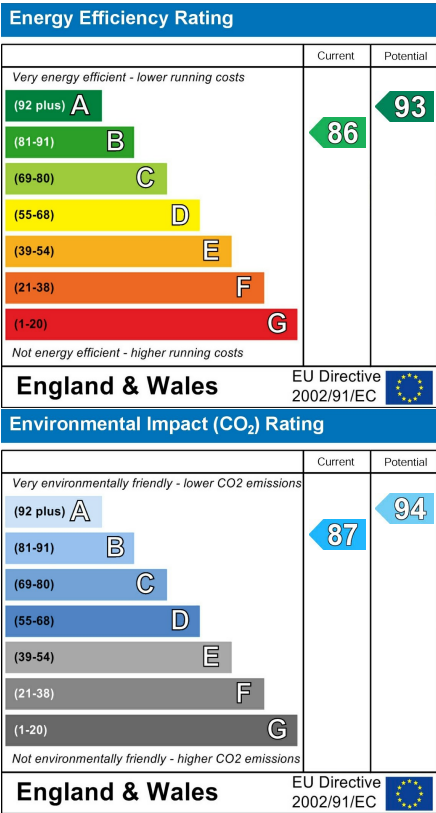 Energy Efficiency Rating
Current Potential
Very energy efficient - lower running costs
(92 plus) A
93
(81-91) B
86
(69-80) C
(55-68) D
(39-54) E
(21-38) F
(1-20) G
Not energy efficient - higher running costs
England & Wales
EU Directive
2002/91/EC
Environmental Impact (CO₂) Rating
Current Potential
Very environmentally friendly - lower CO2 emissions
(92 plus) A
94
(81-91) B
87
(69-80) C
(55-68) D
(39-54) E
(21-38) F
(1-20) G
Not environmentally friendly - higher CO2 emissions
England & Wales
EU Directive
2002/91/EC